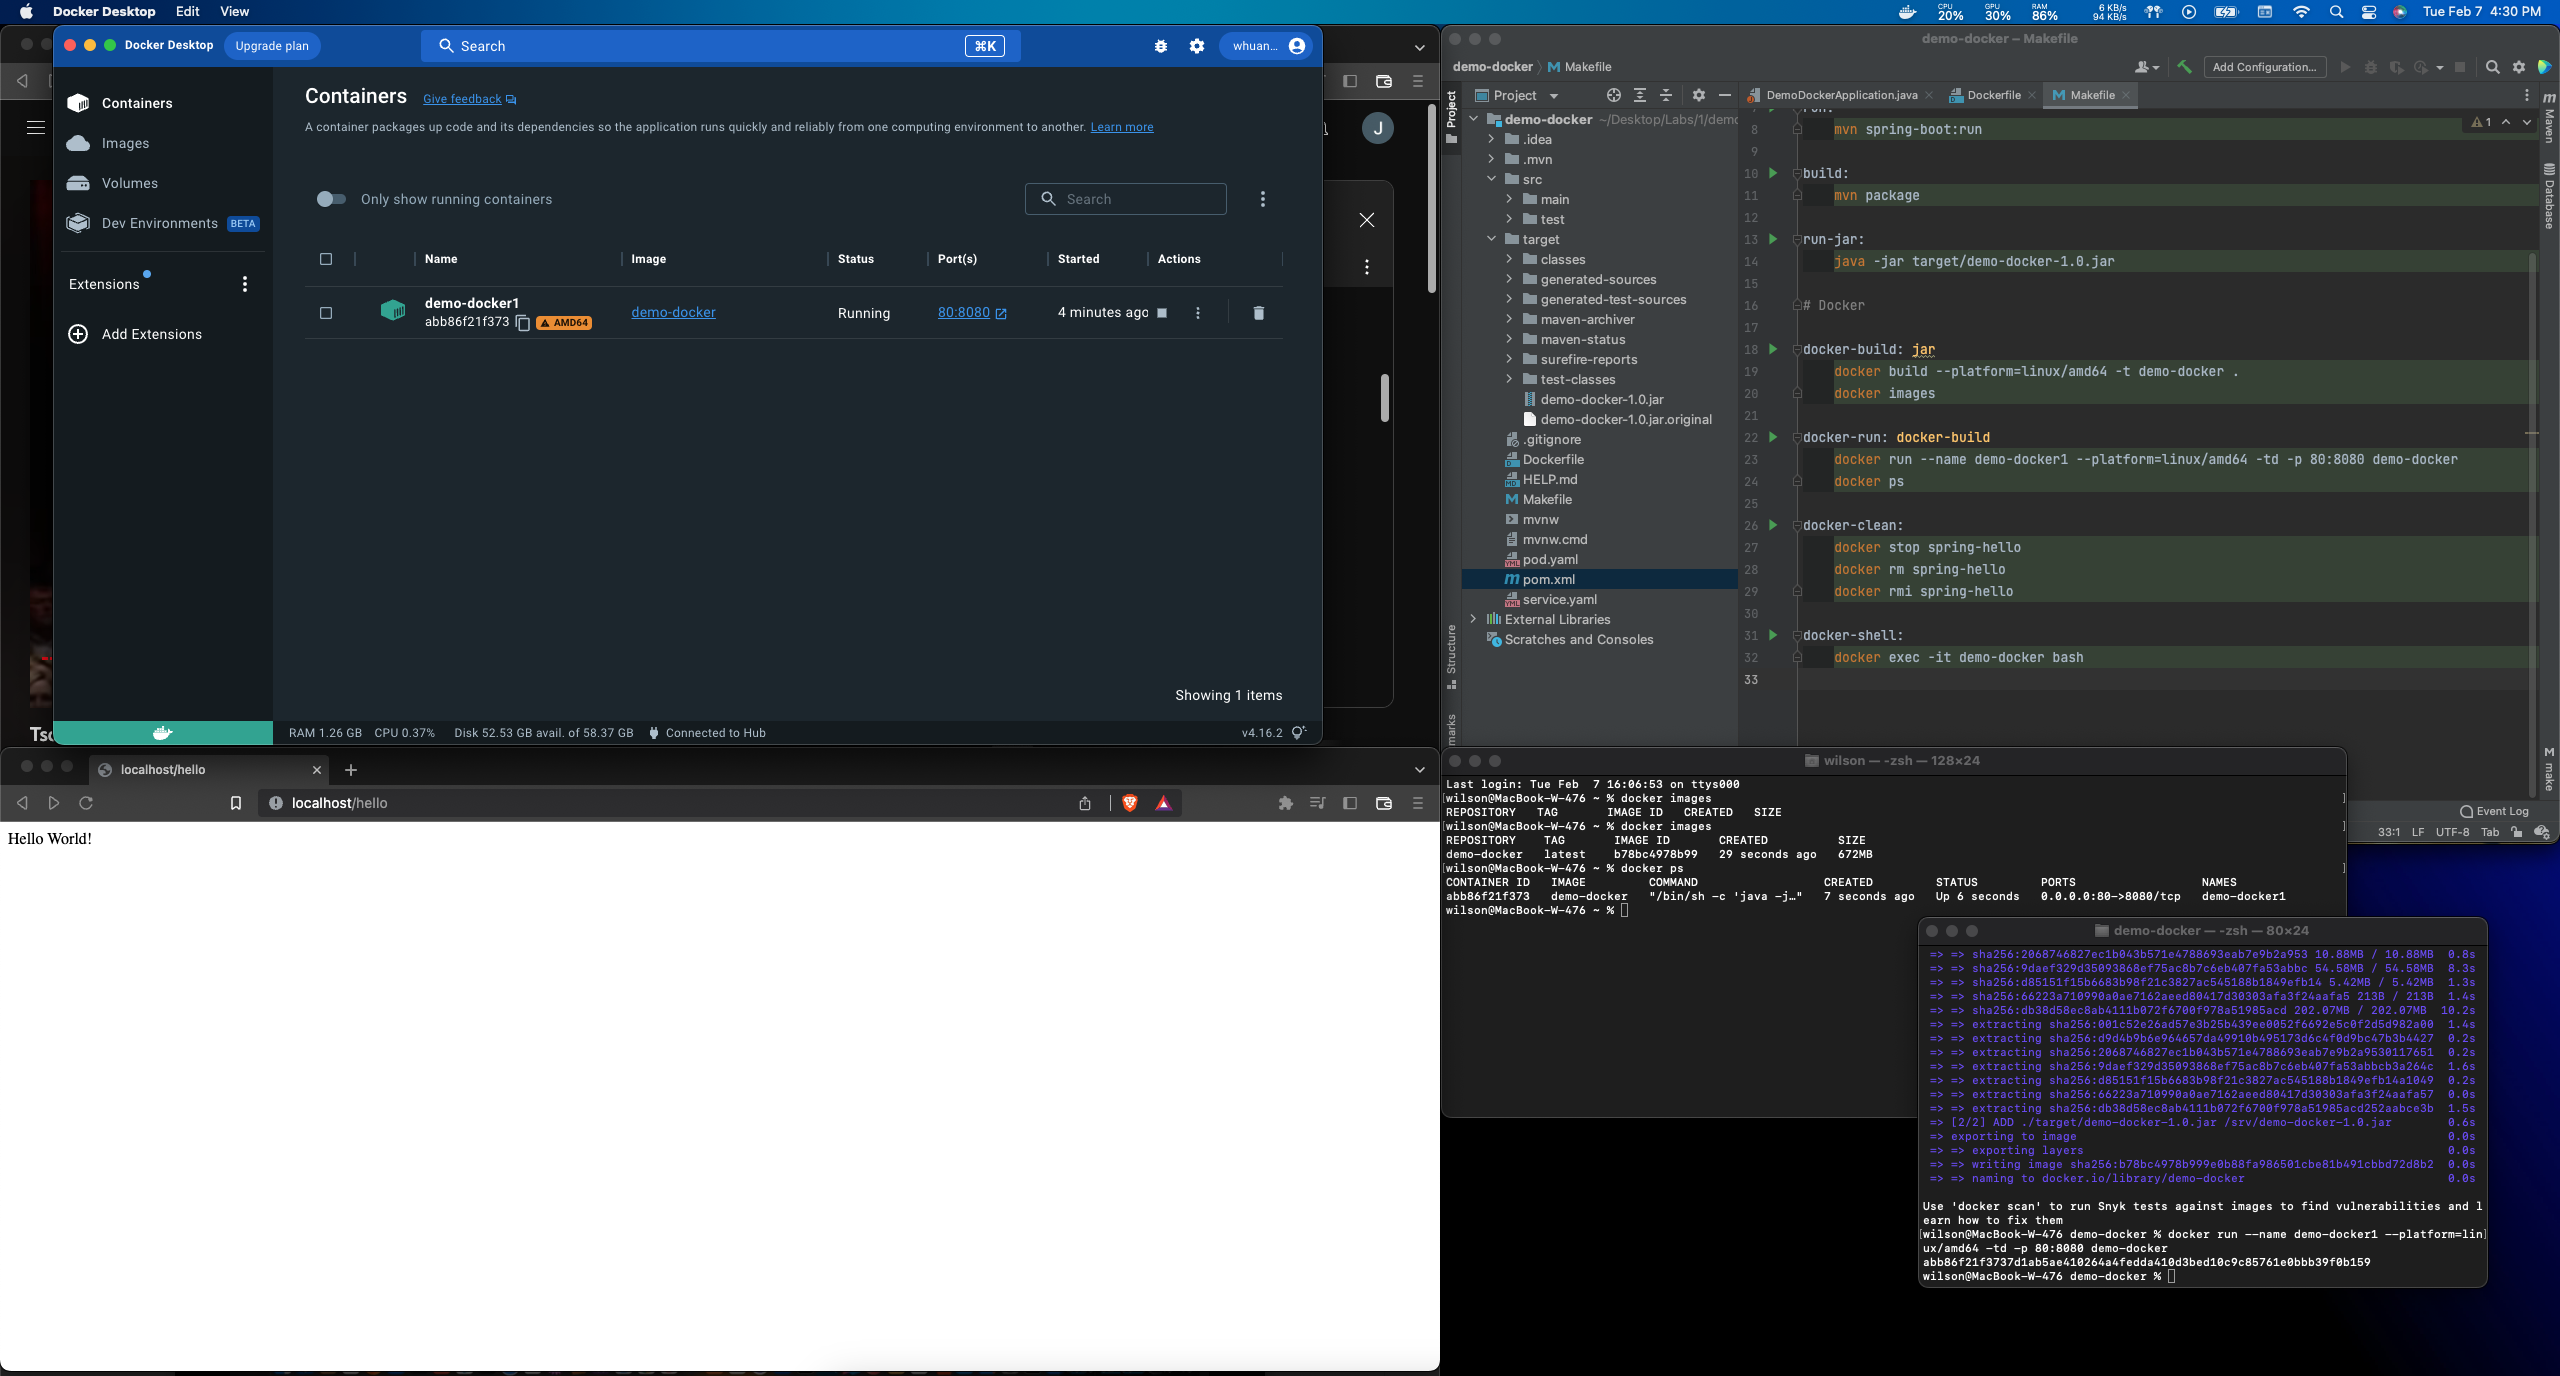 Docker Desktop Edit View
CPU 20% GPU 30% RAM 86% 6 KB/s 94 KB/s Tue Feb 7 4:30 PM
Docker Desktop Upgrade plan Search ⌘K whuan...
Containers
Images
Volumes
Dev Environments BETA
Extensions
Add Extensions
Containers Give feedback
A container packages up code and its dependencies so the application runs quickly and reliably from one computing environment to another. Learn more
Only show running containers Search
Name Image Status Port(s) Started Actions
demo-docker1
abb86f21f373 AMD64 demo-docker Running 80:8080 4 minutes ago
Showing 1 items
RAM 1.26 GB CPU 0.37% Disk 52.53 GB avail. of 58.37 GB Connected to Hub v4.16.2
J
demo-docker – Makefile
demo-docker Makefile Add Configuration...
Project DemoDockerApplication.java Dockerfile Makefile
Project
Structure
Maven
Database
make
demo-docker ~/Desktop/Labs/1/demo
.idea
.mvn
src
main
test
target
classes
generated-sources
generated-test-sources
maven-archiver
maven-status
surefire-reports
test-classes
demo-docker-1.0.jar
demo-docker-1.0.jar.original
.gitignore
Dockerfile
HELP.md
Makefile
mvnw
mvnw.cmd
pod.yaml
pom.xml
service.yaml
External Libraries
Scratches and Consoles
1
8 mvn spring-boot:run
9
10 build:
11 mvn package
12
13 run-jar:
14 java -jar target/demo-docker-1.0.jar
15
16 # Docker
17
18 docker-build: jar
19 docker build --platform=linux/amd64 -t demo-docker .
20 docker images
21
22 docker-run: docker-build
23 docker run --name demo-docker1 --platform=linux/amd64 -td -p 80:8080 demo-docker
24 docker ps
25
26 docker-clean:
27 docker stop spring-hello
28 docker rm spring-hello
29 docker rmi spring-hello
30
31 docker-shell:
32 docker exec -it demo-docker bash
33
Event Log
33:1 LF UTF-8 Tab
localhost/hello
localhost/hello
Hello World!
wilson — -zsh — 128×24
Last login: Tue Feb  7 16:06:53 on ttys000
[wilson@MacBook-W-476 ~ % docker images ]
REPOSITORY TAG IMAGE ID CREATED SIZE
[wilson@MacBook-W-476 ~ % docker images ]
REPOSITORY TAG IMAGE ID CREATED SIZE
demo-docker latest b78bc4978b99 29 seconds ago 672MB
[wilson@MacBook-W-476 ~ % docker ps ]
CONTAINER ID IMAGE COMMAND CREATED STATUS PORTS NAMES
abb86f21f373 demo-docker "/bin/sh -c 'java -j…" 7 seconds ago Up 6 seconds 0.0.0.0:80->8080/tcp demo-docker1
wilson@MacBook-W-476 ~ %
demo-docker — -zsh — 80×24
=> => sha256:2068746827ec1b043b571e4788693eab7e9b2a953 10.88MB / 10.88MB 0.8s
=> => sha256:9daef329d35093868ef75ac8b7c6eb407fa53abbc 54.58MB / 54.58MB 8.3s
=> => sha256:d85151f15b6683b98f21c3827ac545188b1849efb14 5.42MB / 5.42MB 1.3s
=> => sha256:66223a710990a0ae7162aeed80417d30303afa3f24aafa5 213B / 213B 1.4s
=> => sha256:db38d58ec8ab4111b072f6700f978a51985acd 202.07MB / 202.07MB 10.2s
=> => extracting sha256:001c52e26ad57e3b25b439ee0052f6692e5c0f2d5d982a00 1.4s
=> => extracting sha256:d9d4b9b6e964657da49910b495173d6c4f0d9bc47b3b4427 0.2s
=> => extracting sha256:2068746827ec1b043b571e4788693eab7e9b2a9530117651 0.2s
=> => extracting sha256:9daef329d35093868ef75ac8b7c6eb407fa53abbcb3a264c 1.6s
=> => extracting sha256:d85151f15b6683b98f21c3827ac545188b1849efb14a1049 0.2s
=> => extracting sha256:66223a710990a0ae7162aeed80417d30303afa3f24aafa57 0.0s
=> => extracting sha256:db38d58ec8ab4111b072f6700f978a51985acd252aabce3b 1.5s
=> [2/2] ADD ./target/demo-docker-1.0.jar /srv/demo-docker-1.0.jar 0.6s
=> exporting to image 0.0s
=> => exporting layers 0.0s
=> => writing image sha256:b78bc4978b999e0b88fa986501cbe81b491cbbd72d8b2 0.0s
=> => naming to docker.io/library/demo-docker 0.0s
Use 'docker scan' to run Snyk tests against images to find vulnerabilities and l
earn how to fix them
[wilson@MacBook-W-476 demo-docker % docker run --name demo-docker1 --platform=lin]
ux/amd64 -td -p 80:8080 demo-docker
abb86f21f3737d1ab5ae410264a4fedda410d3bed10c9c85761e0bbb39f0b159
wilson@MacBook-W-476 demo-docker %